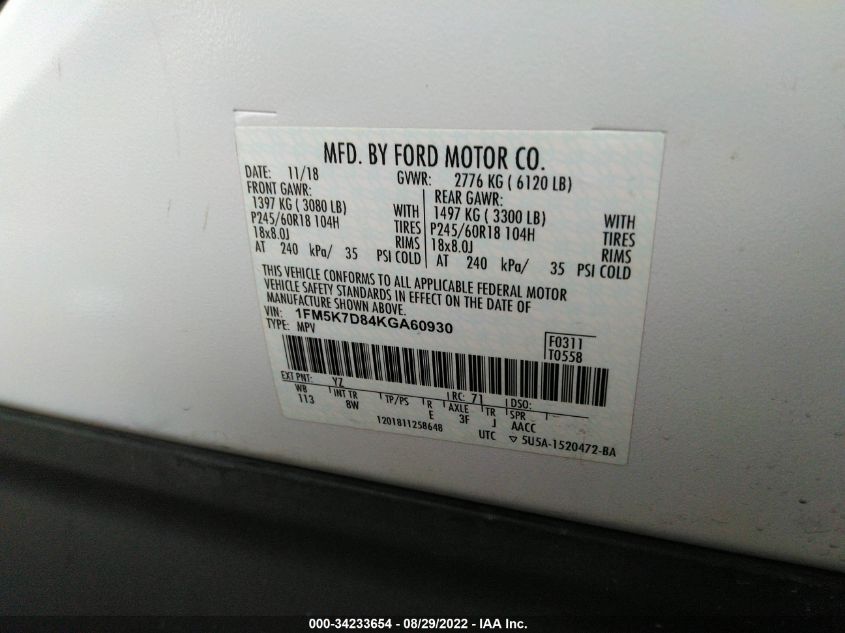 MFD. BY FORD MOTOR CO.
DATE: 11/18 GVWR: 2776 KG ( 6120 LB)
FRONT GAWR: REAR GAWR:
1397 KG ( 3080 LB) WITH 1497 KG ( 3300 LB) WITH
P245/60R18 104H TIRES P245/60R18 104H TIRES
18x8.0J RIMS 18x8.0J RIMS
AT 240 kPa/ 35 PSI COLD AT 240 kPa/ 35 PSI COLD
THIS VEHICLE CONFORMS TO ALL APPLICABLE FEDERAL MOTOR
VEHICLE SAFETY STANDARDS IN EFFECT ON THE DATE OF
MANUFACTURE SHOWN ABOVE.
VIN: 1FM5K7D84KGA60930
TYPE: MPV
F0311
T0558
EXT PNT: YZ RC: 71 DSO:
WB INT TR TP/PS R AXLE TR SPR
113 8W E 3F J AACC
1201811258648 UTC ▽ 5U5A-1520472-BA
000-34233654 - 08/29/2022 - IAA Inc.